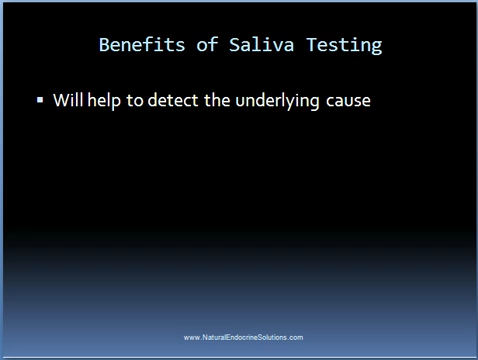 Benefits of Saliva Testing
▪ Will help to detect the underlying cause
www.NaturalEndocrineSolutions.com